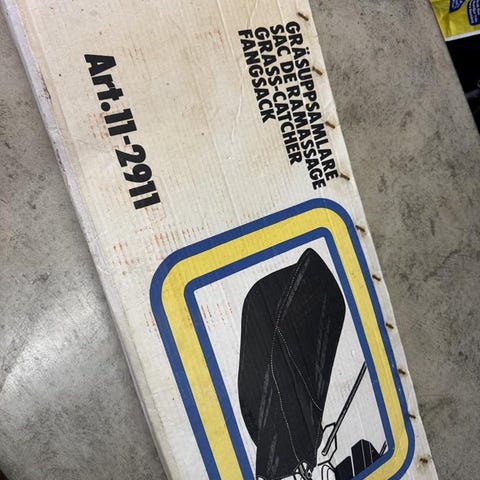 GRÄSUPPSAMLARE
SAC DE RAMASSAGE
GRASS-CATCHER
FANGSACK
Art.11-2911